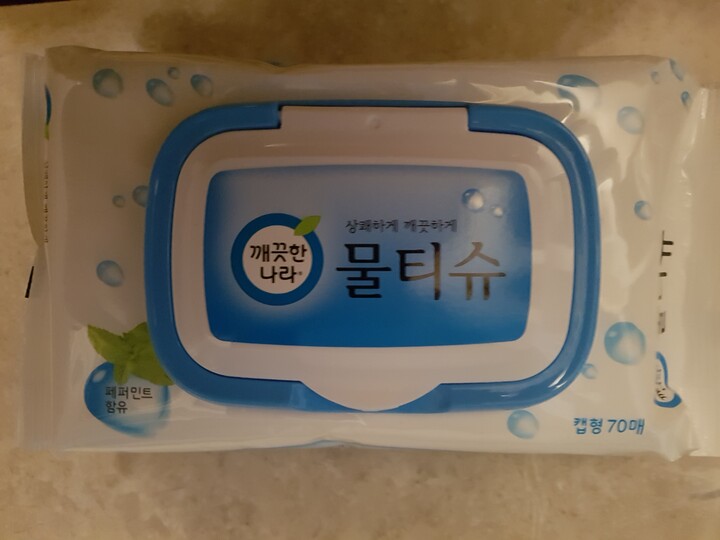 상쾌하게 깨끗하게
깨끗한
나라
물티슈
페퍼민트
함유
캡형 70매